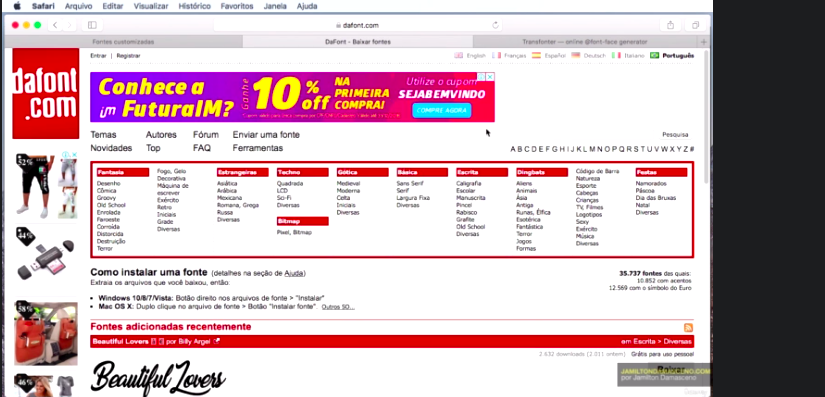 Safari Arquivo Editar Visualizar Histórico Favoritos Janela Ajuda
dafont.com
Fontes customizadas
DaFont - Baixar fontes
Transfonter — online @font-face generator
Entrar | Registrar
English Français Español Deutsch Italiano Português
dafont
.com
Conhece a
FuturaIM?
Ganhe
10%
off
NA
PRIMEIRA
COMPRA!
Utilize o cupom
SEJABEMVINDO
COMPRE AGORA
Temas Autores Fórum Enviar uma fonte
Novidades Top FAQ Ferramentas
Pesquisa
A B C D E F G H I J K L M N O P Q R S T U V W X Y Z #
52%
44%
58%
46%
Fantasia
Desenho
Cômica
Groovy
Old School
Enrolada
Faroeste
Corroída
Distorcida
Destruição
Terror
Fogo, Gelo
Decorativa
Máquina de
escrever
Exército
Retro
Iniciais
Grade
Diversas
Estrangeiras
Asiática
Arábica
Mexicana
Romana, Grega
Russa
Diversas
Techno
Quadrada
LCD
Sci-Fi
Diversas
Bitmap
Pixel, Bitmap
Gótica
Medieval
Moderna
Celta
Iniciais
Diversas
Básica
Sans Serif
Serif
Largura Fixa
Diversas
Escrita
Caligrafia
Escolar
Manuscrita
Pincel
Rabisco
Grafite
Old School
Diversas
Dingbats
Aliens
Animais
Ásia
Antiga
Runas, Élfica
Esotérica
Fantástica
Terror
Jogos
Formas
Código de Barra
Natureza
Esporte
Cabeças
Crianças
TV, Filmes
Logotipos
Sexy
Exército
Música
Diversas
Festas
Namorados
Páscoa
Dia das Bruxas
Natal
Diversas
Como instalar uma fonte (detalhes na seção de Ajuda)
Extraia os arquivos que você baixou, então:
Windows 10/8/7/Vista: Botão direito nos arquivos de fonte > "Instalar"
Mac OS X: Duplo clique no arquivo de fonte > Botão "Instalar fonte". Outros SO...
35.737 fontes das quais:
10.852 com acentos
12.569 com o símbolo do Euro
Fontes adicionadas recentemente
Beautiful Lovers por Billy Argel
em Escrita > Diversas
2 632 downloads (2.011 ontem) Grátis para uso pessoal
Beautiful Lovers
por Jamilton Damasceno